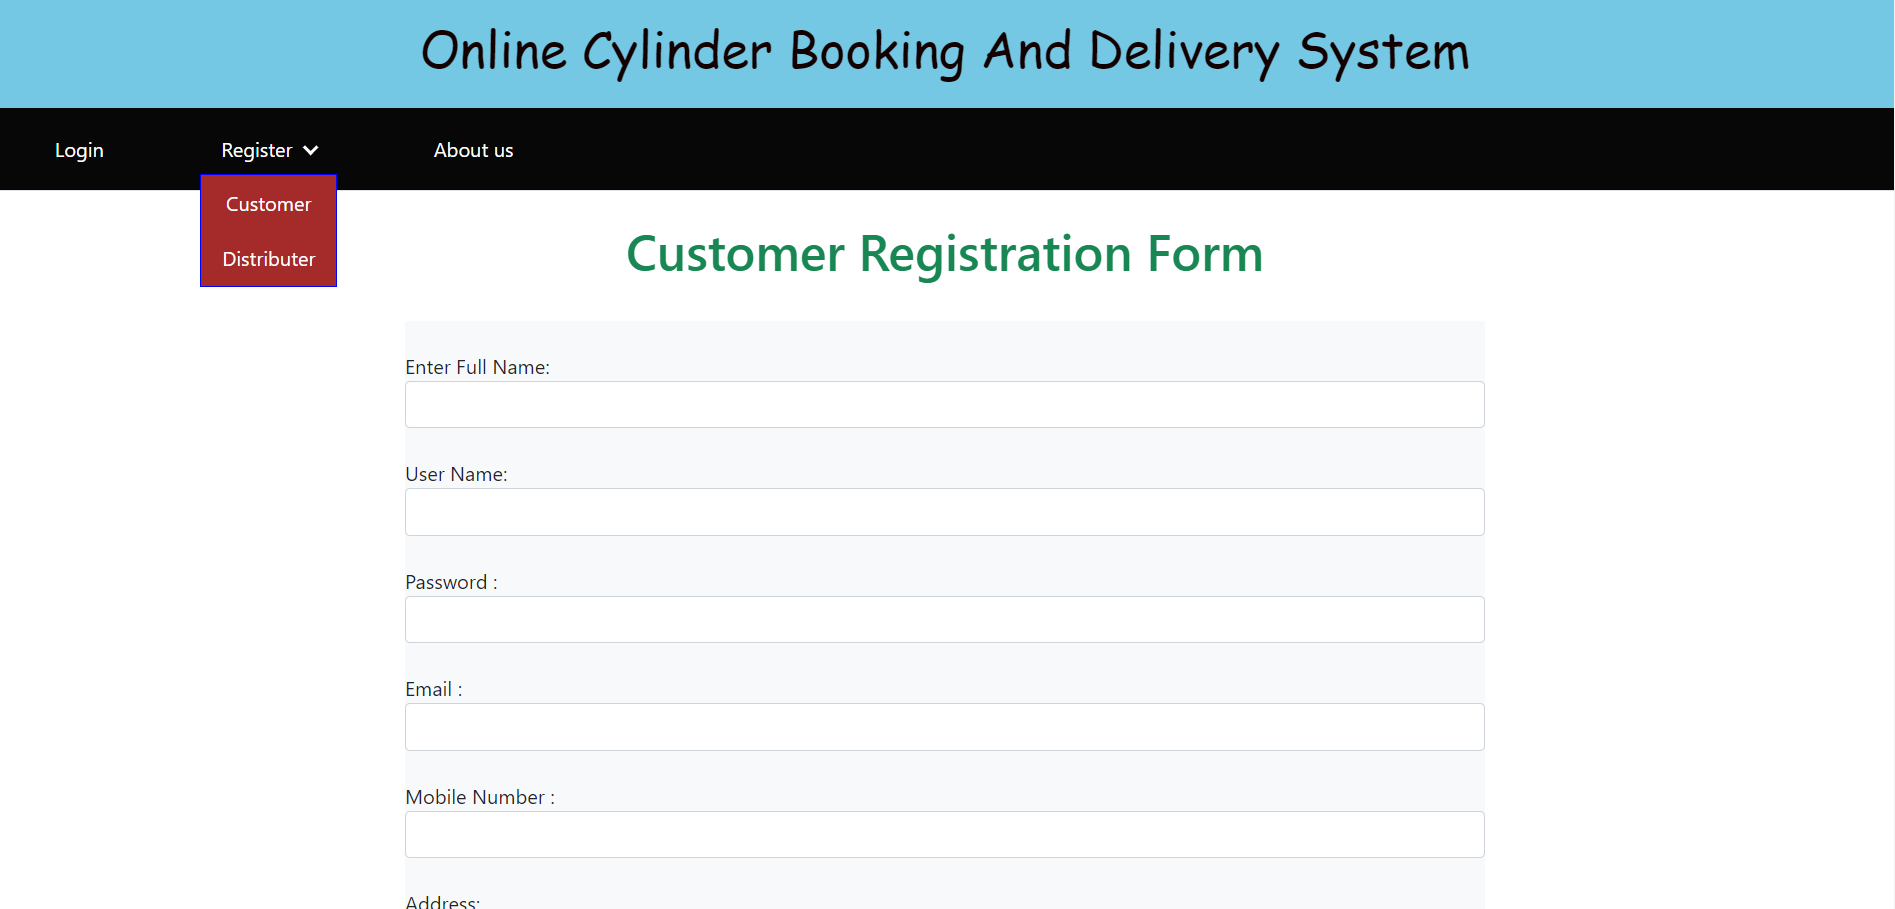 Online Cylinder Booking And Delivery System
Login
Register
About us
Customer
Distributer
Customer Registration Form
Enter Full Name:
User Name:
Password :
Email :
Mobile Number :
Address: